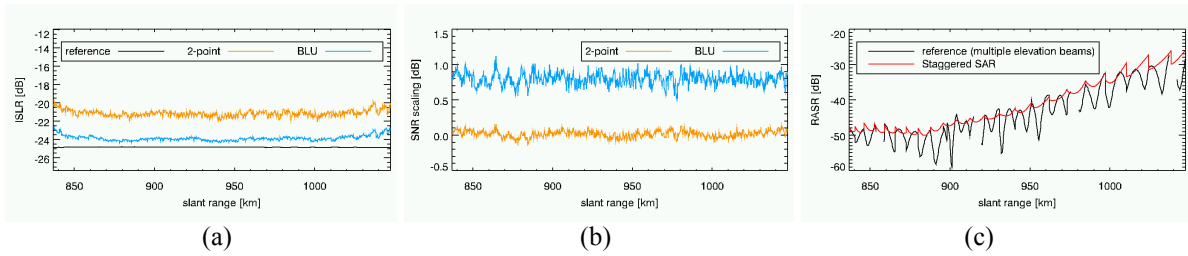 ISLR [dB]
-12
-14
-16
-18
-20
-22
-24
-26
reference 2-point BLU
850 900 950 1000
slant range [km]
(a)
SNR scaling [dB]
1.5
1.0
0.5
0.0
-0.5
2-point BLU
850 900 950 1000
slant range [km]
(b)
RASR [dB]
-20
-30
-40
-50
-60
reference (multiple elevation beams)
Staggered SAR
850 900 950 1000
slant range [km]
(c)